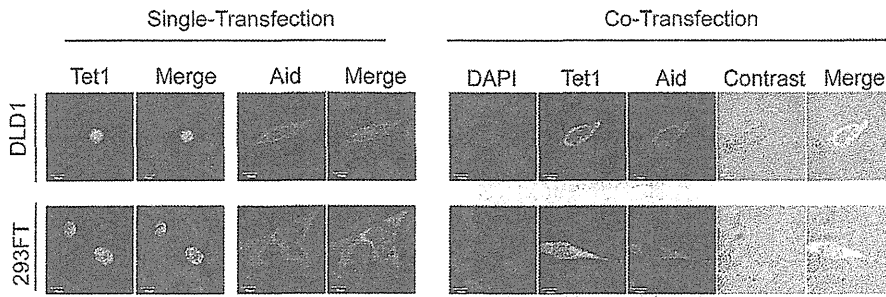 Single-Transfection Co-Transfection
Tet1 Merge Aid Merge DAPI Tet1 Aid Contrast Merge
DLD1
293FT